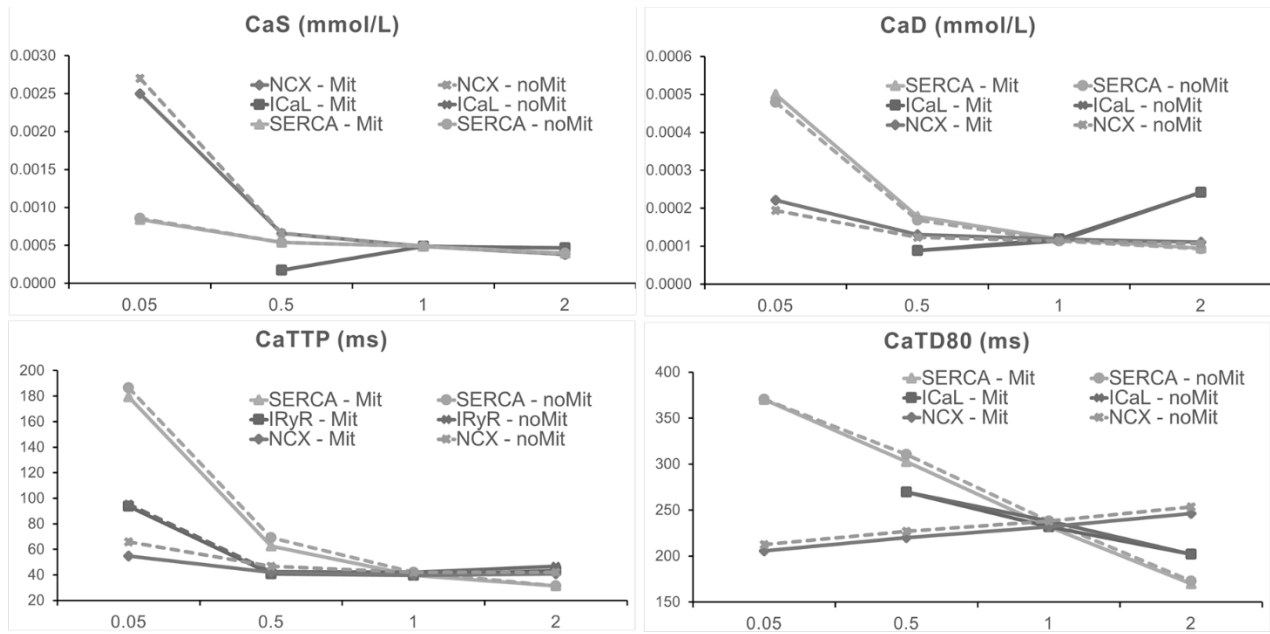 CaS (mmol/L)
0.0030
0.0025
0.0020
0.0015
0.0010
0.0005
0.0000
NCX - Mit NCX - noMit
ICaL - Mit ICaL - noMit
SERCA - Mit SERCA - noMit
0.05 0.5 1 2
CaD (mmol/L)
0.0006
0.0005
0.0004
0.0003
0.0002
0.0001
0.0000
SERCA - Mit SERCA - noMit
ICaL - Mit ICaL - noMit
NCX - Mit NCX - noMit
0.05 0.5 1 2
CaTTP (ms)
200
180
160
140
120
100
80
60
40
20
SERCA - Mit SERCA - noMit
IRyR - Mit IRyR - noMit
NCX - Mit NCX - noMit
0.05 0.5 1 2
CaTD80 (ms)
400
350
300
250
200
150
SERCA - Mit SERCA - noMit
ICaL - Mit ICaL - noMit
NCX - Mit NCX - noMit
0.05 0.5 1 2